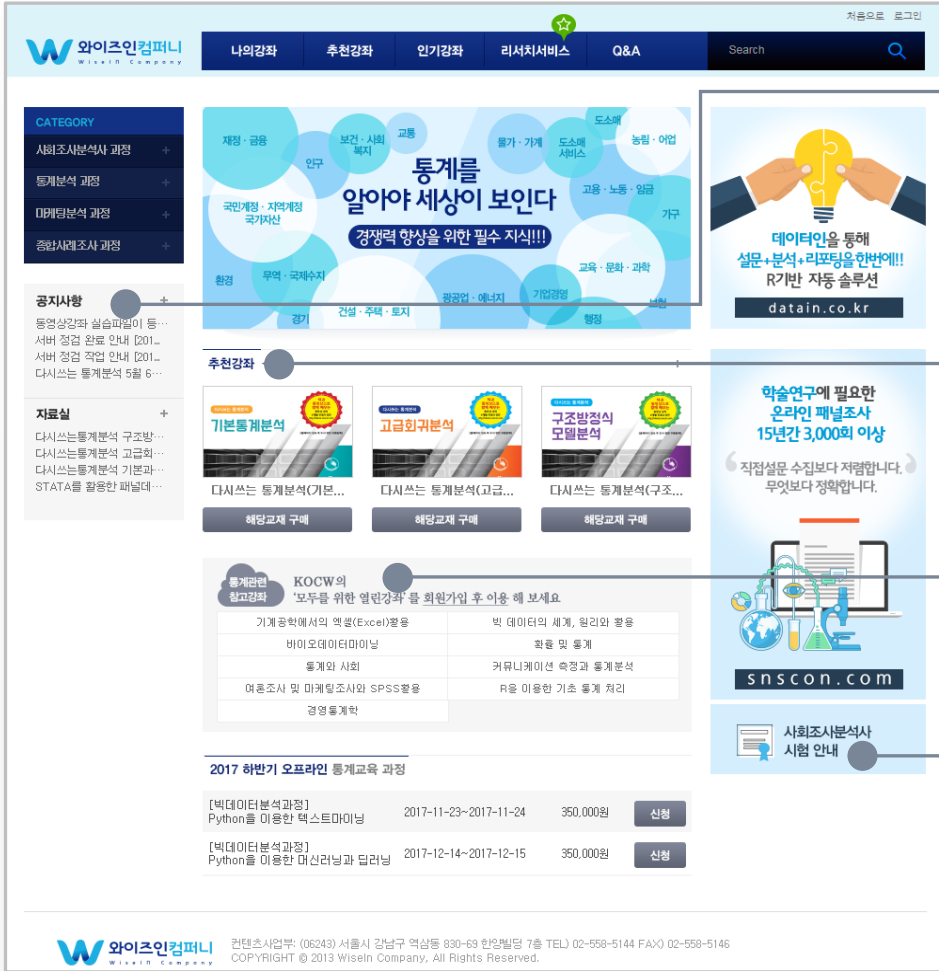 처음으로 로그인
와이즈인컴퍼니
WiseIn Company
나의강좌 추천강좌 인기강좌 리서치서비스 Q&A
Search
CATEGORY
사회조사분석사 과정 +
통계분석 과정 +
마케팅분석 과정 +
종합사례조사 과정 +
공지사항 +
동영상강좌 실습파일이 등…
서버 정검 완료 안내 [201…
서버 정검 작업 안내 [201…
다시쓰는 통계분석 5월 6…
자료실 +
다시쓰는통계분석 구조방…
다시쓰는통계분석 고급회…
다시쓰는통계분석 기본과…
STATA를 활용한 패널데…
재정 · 금융
인구
보건 · 사회
복지
교통
물가 · 가계
도소매
서비스
도소매
농림 · 어업
통계를
알아야 세상이 보인다
경쟁력 향상을 위한 필수 지식!!!
국민계정 · 지역계정
국가자산
고용 · 노동 · 임금
가구
환경
무역 · 국제수지
교육 · 문화 · 과학
경기
건설 · 주택 · 토지
광공업 · 에너지
기업경영
행정
보건
데이터인을 통해
설문+분석+리포팅을한번에!!
R기반 자동 솔루션
datain.co.kr
추천강좌
다시쓰는 통계분석
기본통계분석
다시쓰는 통계분석
고급회귀분석
다시쓰는 통계분석
구조방정식
모델분석
다시쓰는 통계분석(기본...
다시쓰는 통계분석(고급...
다시쓰는 통계분석(구조...
해당교재 구매
해당교재 구매
해당교재 구매
학술연구에 필요한
온라인 패널조사
15년간 3,000회 이상
직접설문 수집보다 저렴합니다.
무엇보다 정확합니다.
snscon.com
통계관련
참고강좌
KOCW의
'모두를 위한 열린강좌'를 회원가입 후 이용 해 보세요
기계공학에서의 엑셀(Excel)활용 빅 데이터의 세계, 원리와 활용
바이오데이터마이닝 확률 및 통계
통계와 사회 커뮤니케이션 측정과 통계분석
여론조사 및 마케팅조사와 SPSS활용 R을 이용한 기초 통계 처리
경영통계학
사회조사분석사
시험 안내
2017 하반기 오프라인 통계교육 과정
[빅데이터분석과정]
Python을 이용한 텍스트마이닝 2017-11-23~2017-11-24 350,000원 신청
[빅데이터분석과정]
Python을 이용한 머신러닝과 딥러닝 2017-12-14~2017-12-15 350,000원 신청
와이즈인컴퍼니
WiseIn Company
컨텐츠사업부: (06243) 서울시 강남구 역삼동 830-69 한양빌딩 7층 TEL) 02-558-5144 FAX) 02-558-5146
COPYRIGHT © 2013 WiseIn Company, All Rights Reserved.